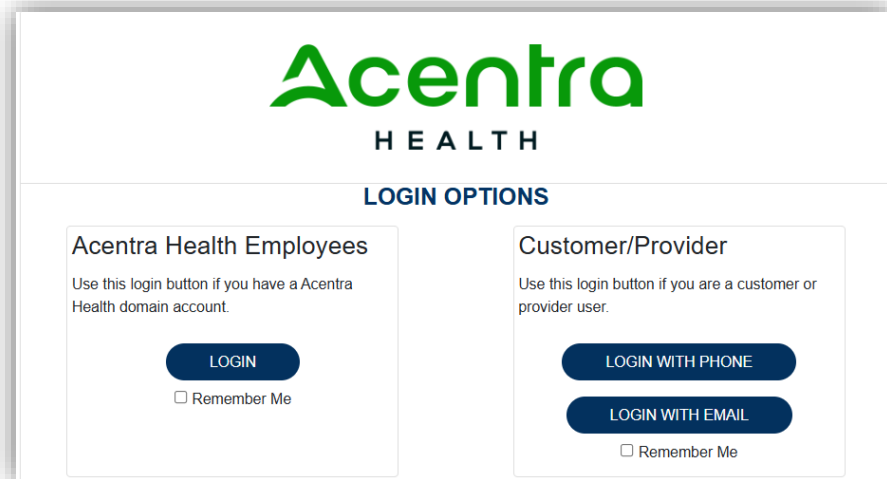 Acentra
HEALTH
LOGIN OPTIONS
Acentra Health Employees
Use this login button if you have a Acentra
Health domain account.
LOGIN
Remember Me
Customer/Provider
Use this login button if you are a customer or
provider user.
LOGIN WITH PHONE
LOGIN WITH EMAIL
Remember Me